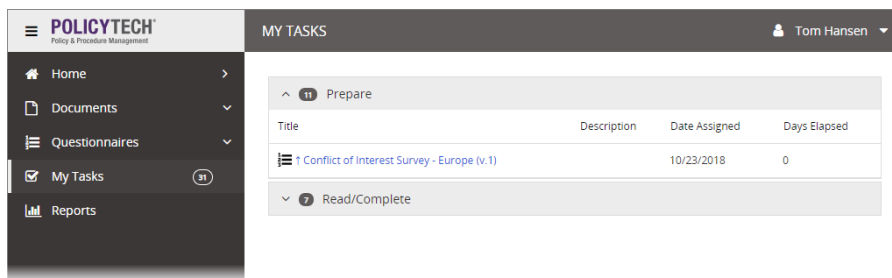 POLICYTECH®
Policy & Procedure Management
MY TASKS
Tom Hansen
Home
Documents
Questionnaires
My Tasks 31
Reports
11 Prepare
Title Description Date Assigned Days Elapsed
↑ Conflict of Interest Survey - Europe (v.1) 10/23/2018 0
7 Read/Complete